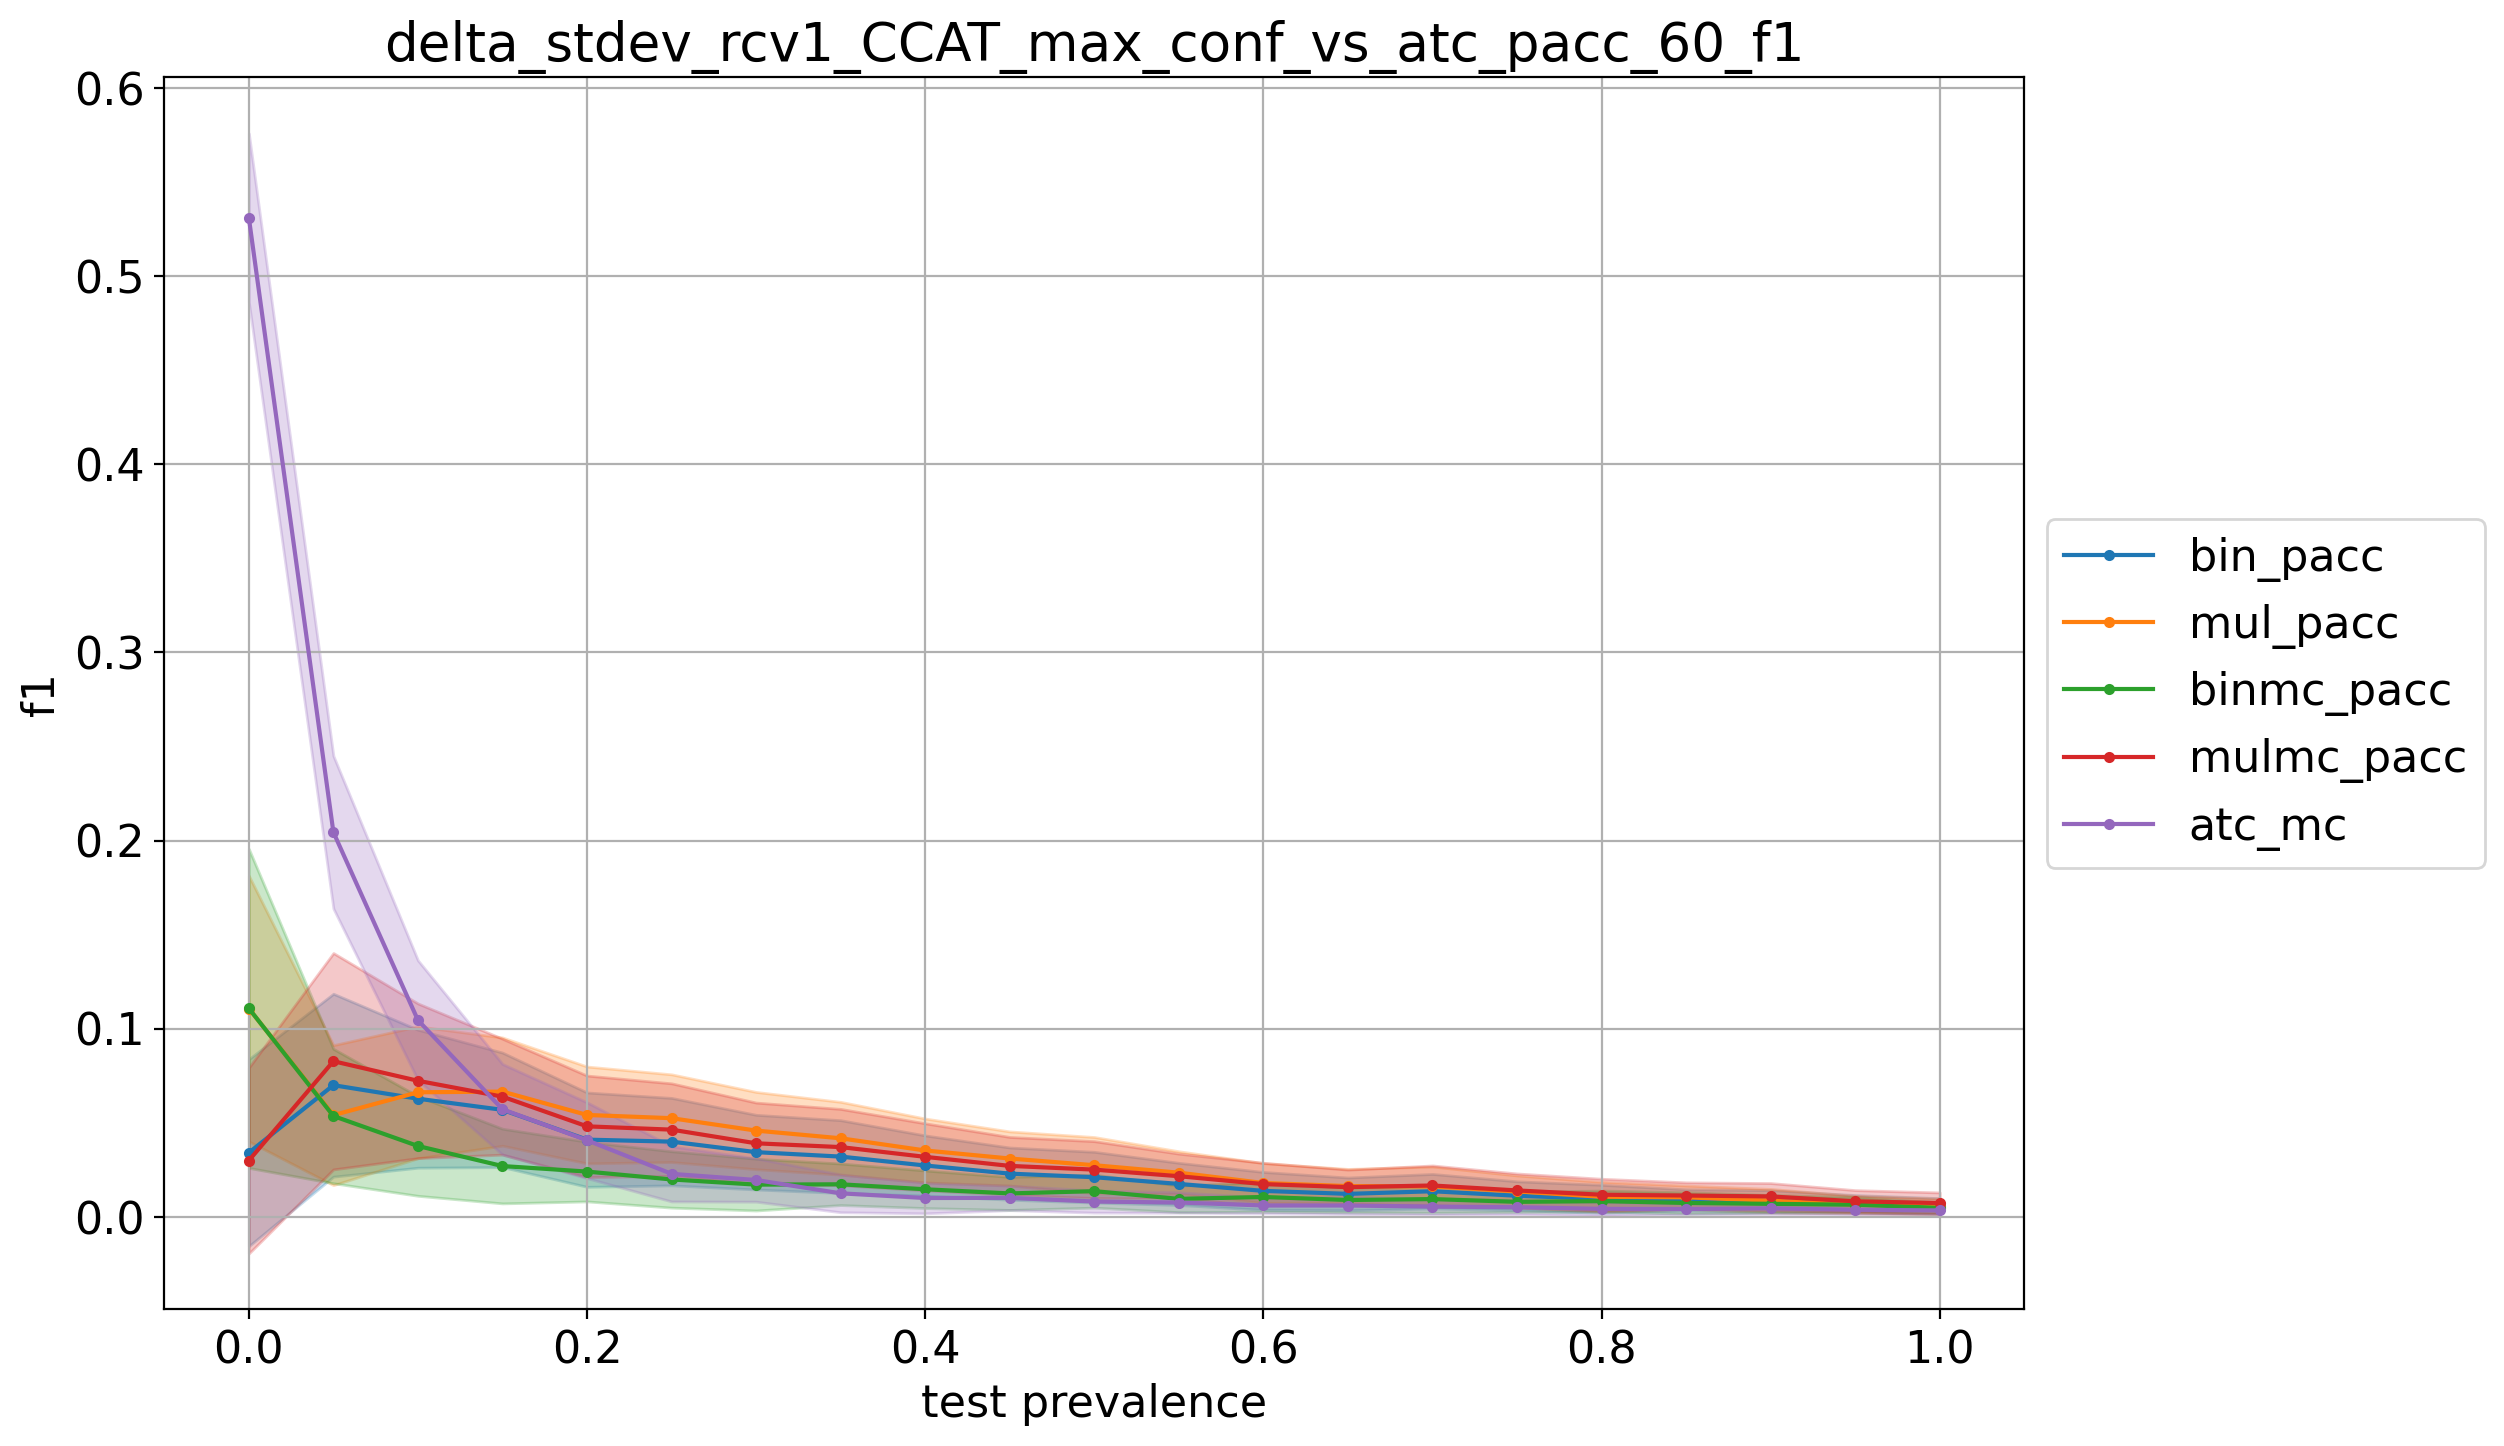 delta_stdev_rcv1_CCAT_max_conf_vs_atc_pacc_60_f1
0.6
0.5
0.4
0.3
0.2
0.1
0.0
f1
0.0 0.2 0.4 0.6 0.8 1.0
test prevalence
bin_pacc
mul_pacc
binmc_pacc
mulmc_pacc
atc_mc